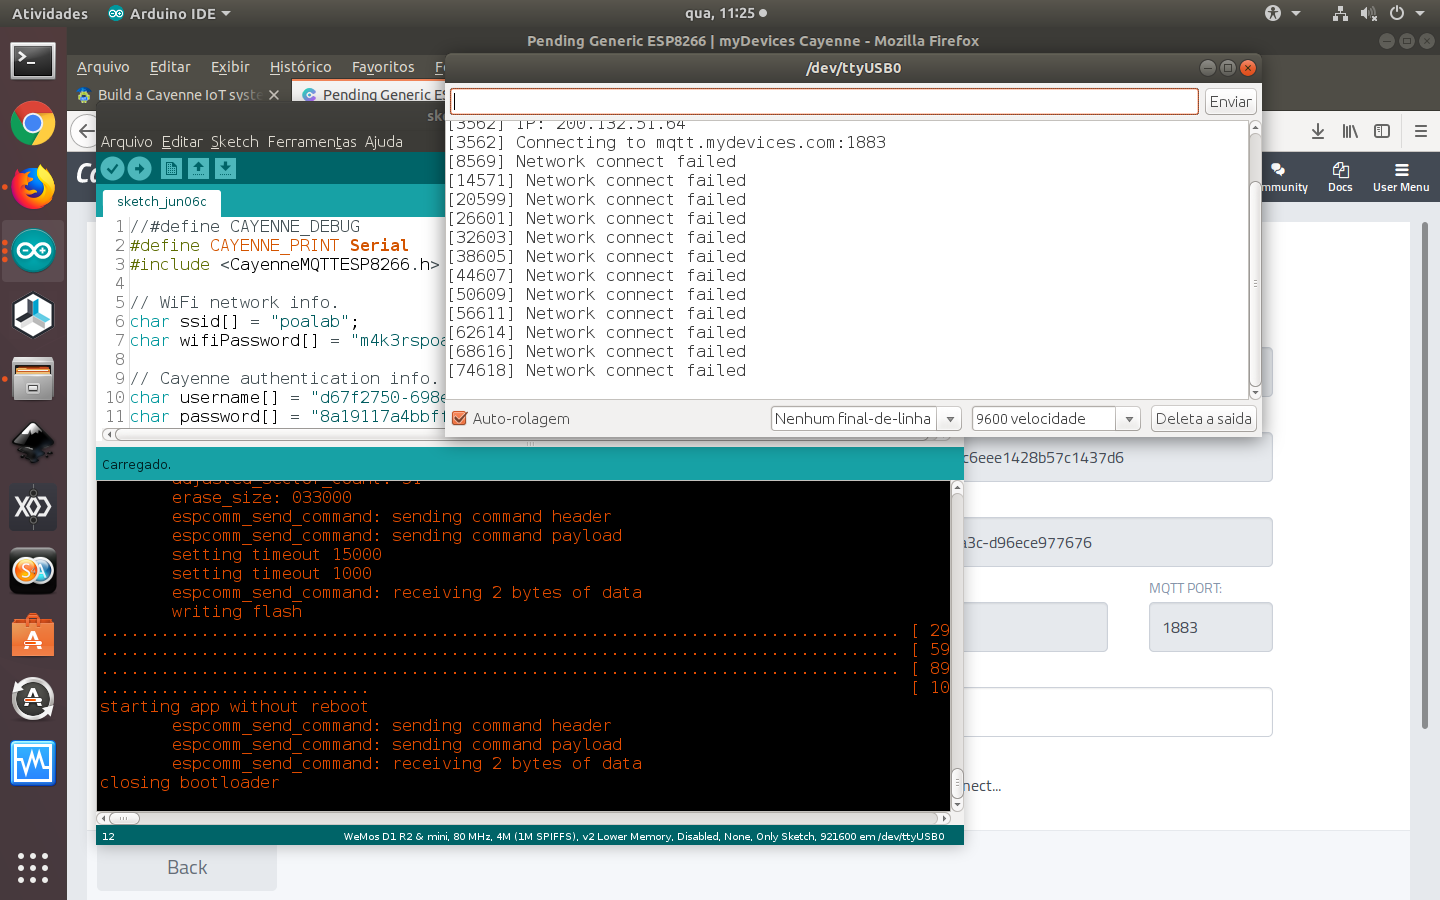 Atividades
Arduino IDE
qua, 11:25
Pending Generic ESP8266 | myDevices Cayenne - Mozilla Firefox
Arquivo Editar Exibir Histórico Favoritos
Build a Cayenne IoT syste
Pending Generic ES
/dev/ttyUSB0
Enviar
[3562] IP: 200.132.51.64
[3562] Connecting to mqtt.mydevices.com:1883
[8569] Network connect failed
[14571] Network connect failed
[20599] Network connect failed
[26601] Network connect failed
[32603] Network connect failed
[38605] Network connect failed
[44607] Network connect failed
[50609] Network connect failed
[56611] Network connect failed
[62614] Network connect failed
[68616] Network connect failed
[74618] Network connect failed
Auto-rolagem
Nenhum final-de-linha
9600 velocidade
Deleta a saida
sk
Arquivo Editar Sketch Ferramentas Ajuda
sketch_jun06c
1 //#define CAYENNE_DEBUG
2 #define CAYENNE_PRINT Serial
3 #include <CayenneMQTTESP8266.h>
4
5 // WiFi network info.
6 char ssid[] = "poalab";
7 char wifiPassword[] = "m4k3rspoa
8
9 // Cayenne authentication info.
10 char username[] = "d67f2750-698e
11 char password[] = "8a19117a4bbff
Carregado.
erase_size: 033000
espcomm_send_command: sending command header
espcomm_send_command: sending command payload
setting timeout 15000
setting timeout 1000
espcomm_send_command: receiving 2 bytes of data
writing flash
................................................................................ [ 29
................................................................................ [ 59
................................................................................ [ 89
........................... [ 10
starting app without reboot
espcomm_send_command: sending command header
espcomm_send_command: sending command payload
espcomm_send_command: receiving 2 bytes of data
closing bootloader
12
WeMos D1 R2 & mini, 80 MHz, 4M (1M SPIFFS), v2 Lower Memory, Disabled, None, Only Sketch, 921600 em /dev/ttyUSB0
Ca
mmunity
Docs
User Menu
c6eee1428b57c1437d6
a3c-d96ece977676
MQTT PORT:
1883
nect...
Back